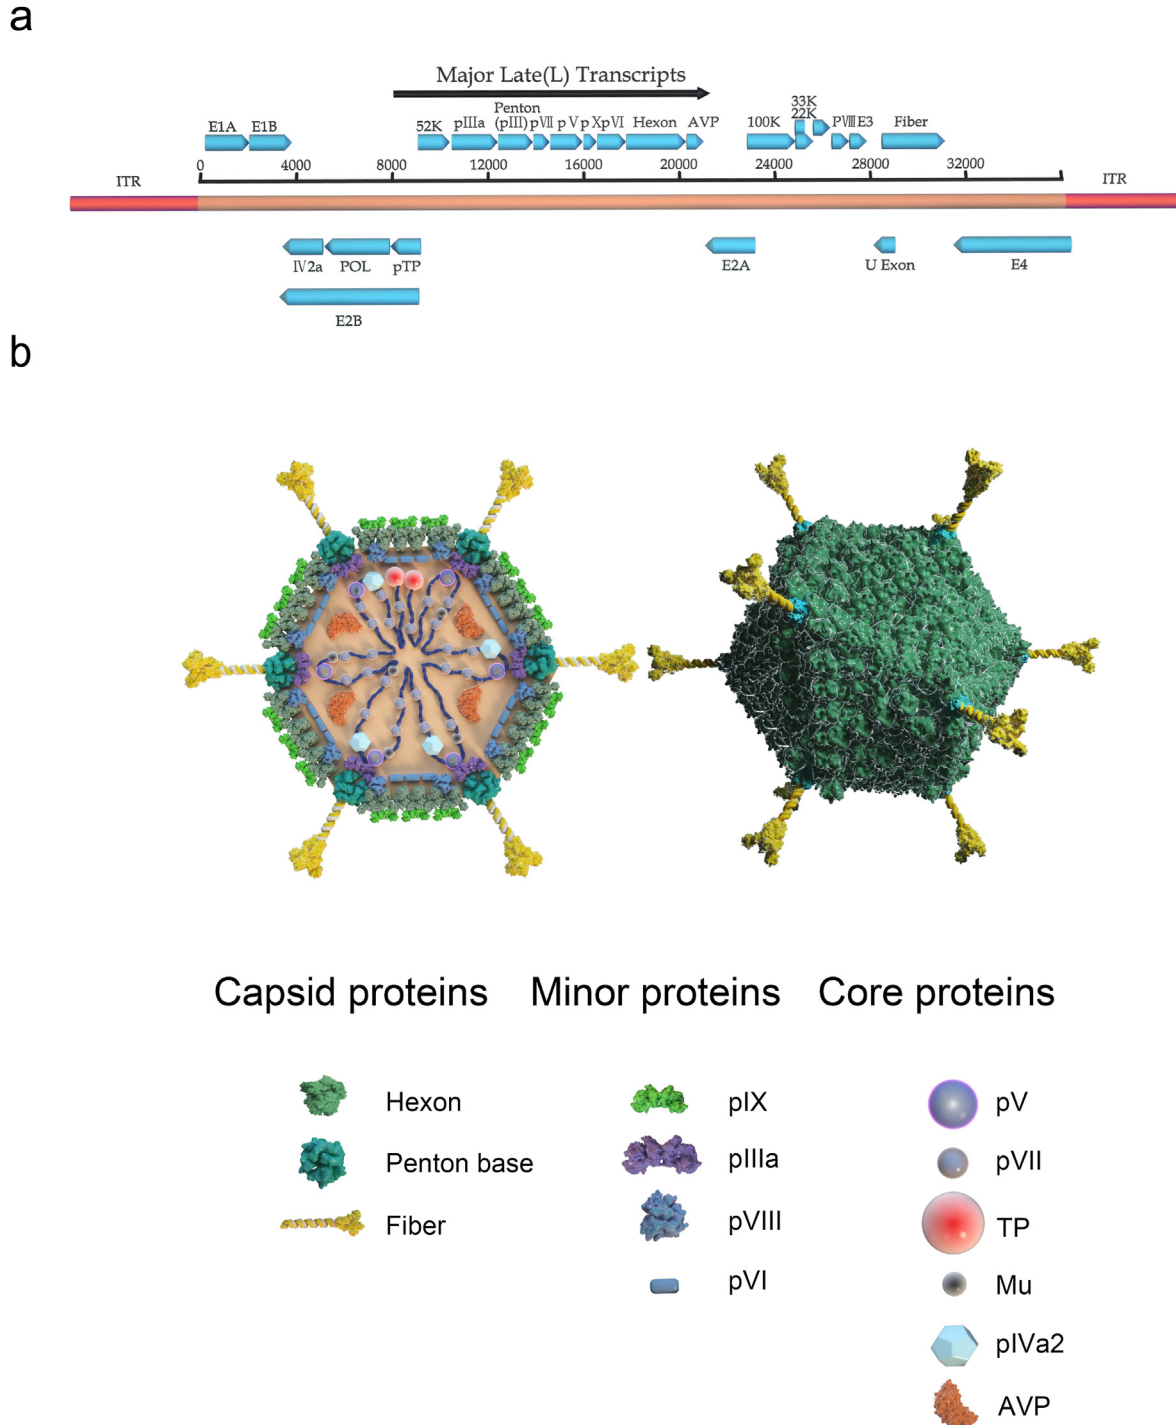 a
Major Late(L) Transcripts
33K
Penton
E1A E1B 52K pIIIa (pIII) pVII p V p X pVI Hexon AVP 100K 22K PVIII E3 Fiber
0 4000 8000 12000 16000 20000 24000 28000 32000
ITR ITR
IV2a POL pTP E2A U Exon E4
E2B
b
Capsid proteins Minor proteins Core proteins
Hexon pIX pV
Penton base pIIIa pVII
Fiber pVIII TP
pVI Mu
pIVa2
AVP